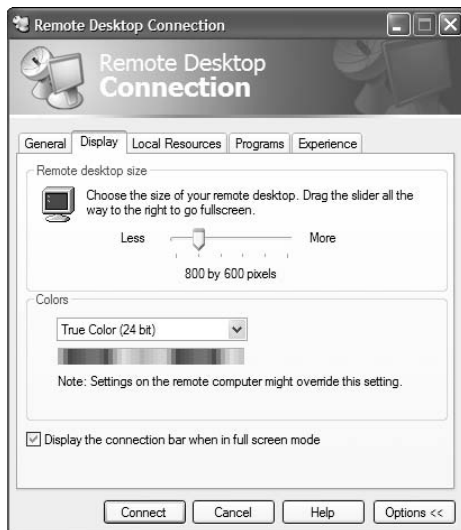 Remote Desktop Connection
Remote Desktop
Connection
General Display Local Resources Programs Experience
Remote desktop size
Choose the size of your remote desktop. Drag the slider all the
way to the right to go fullscreen.
Less More
800 by 600 pixels
Colors
True Color (24 bit)
Note: Settings on the remote computer might override this setting.
Display the connection bar when in full screen mode
Connect Cancel Help Options <<